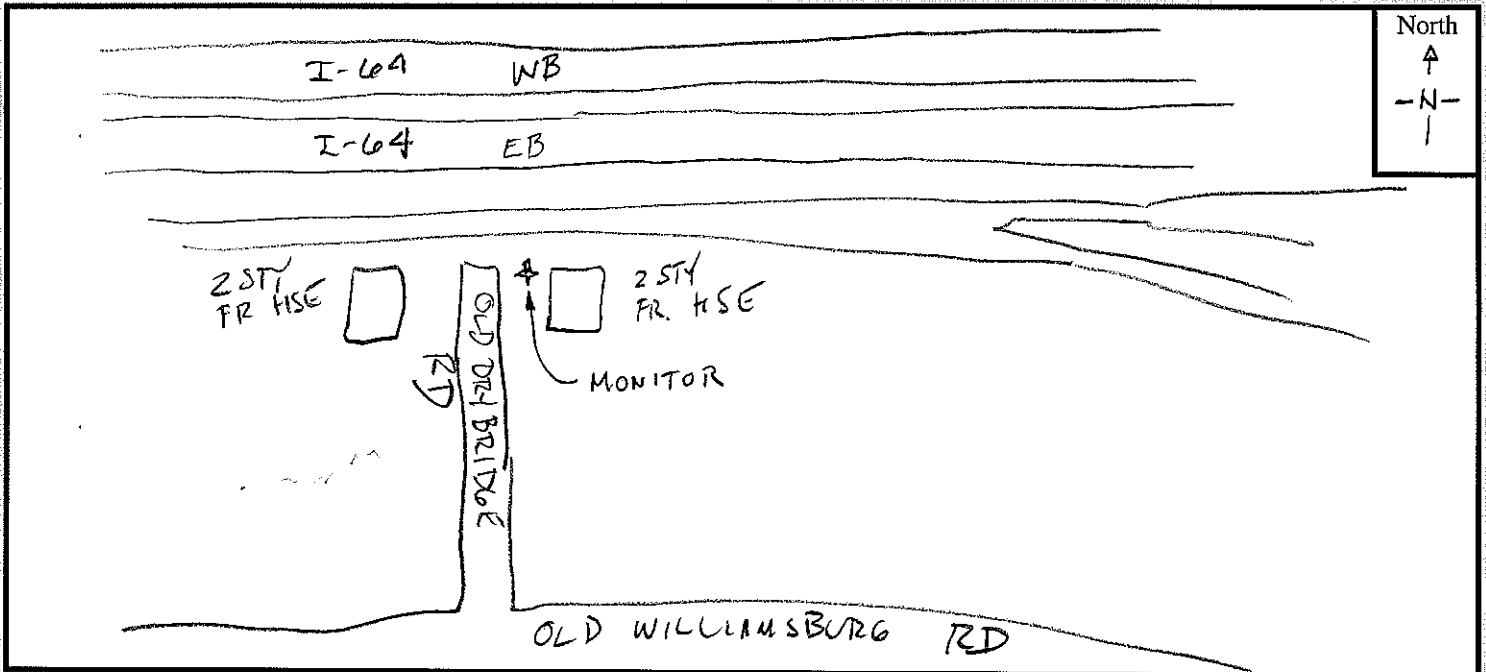 North
-N-
I-64 WB
I-64 EB
2 STY
FR HSE
2 STY
FR. HSE
OLD DRY BRIDGE
RD
MONITOR
OLD WILLIAMSBURG RD